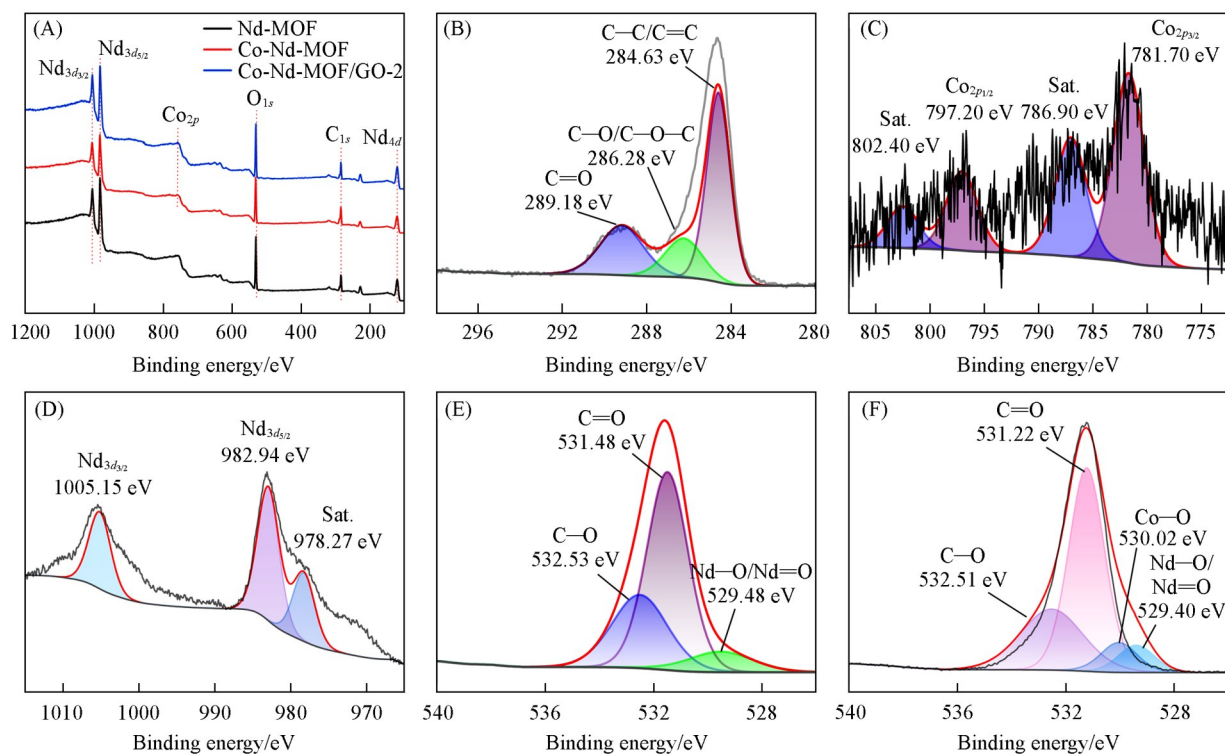 (A)
Nd-MOF
Co-Nd-MOF
Co-Nd-MOF/GO-2
Nd3d5/2
Nd3d3/2
Co2p
O1s
C1s
Nd4d
1200 1000 800 600 400 200
Binding energy/eV
(B)
C—C/C=C
284.63 eV
C—O/C—O—C
286.28 eV
C=O
289.18 eV
296 292 288 284 280
Binding energy/eV
(C)
Co2p3/2
781.70 eV
Sat.
786.90 eV
Co2p1/2
797.20 eV
Sat.
802.40 eV
805 800 795 790 785 780 775
Binding energy/eV
(D)
Nd3d5/2
982.94 eV
Nd3d3/2
1005.15 eV
Sat.
978.27 eV
1010 1000 990 980 970
Binding energy/eV
(E)
C=O
531.48 eV
C—O
532.53 eV
Nd—O/Nd=O
529.48 eV
540 536 532 528
Binding energy/eV
(F)
C=O
531.22 eV
Co—O
530.02 eV
C—O
532.51 eV
Nd—O/
Nd=O
529.40 eV
540 536 532 528
Binding energy/eV